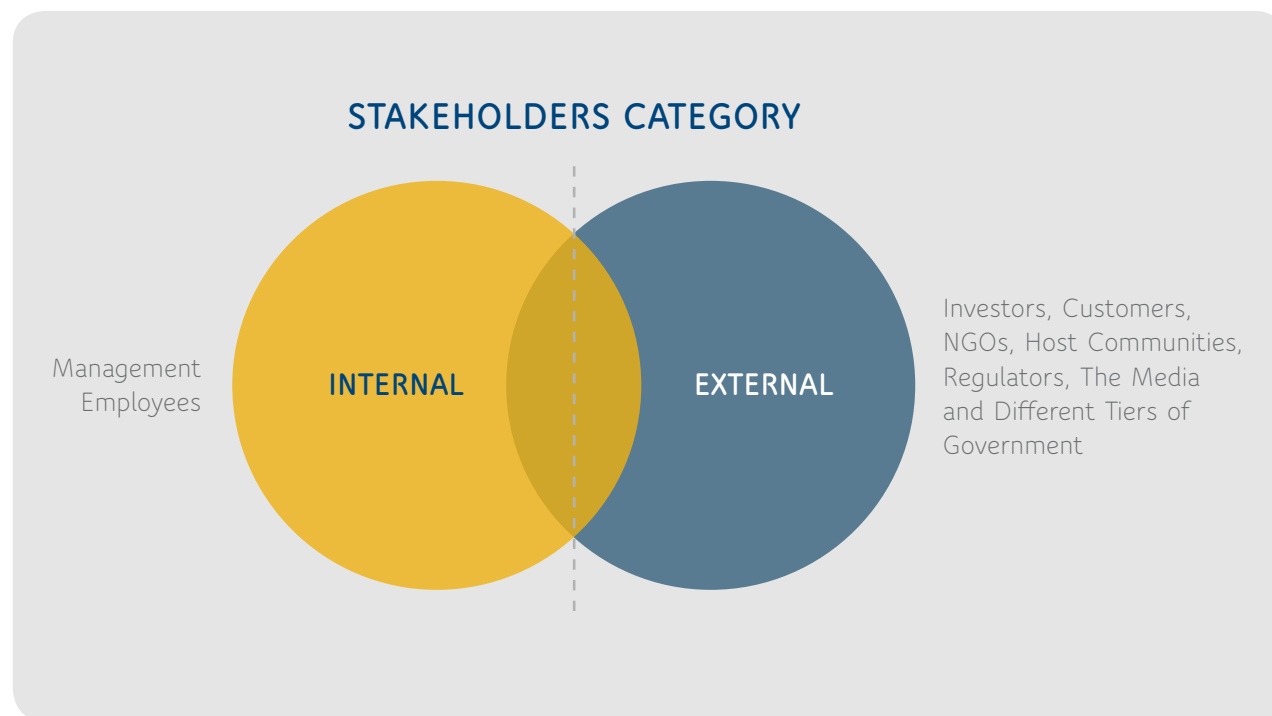 STAKEHOLDERS CATEGORY
Management
Employees
INTERNAL
EXTERNAL
Investors, Customers,
NGOs, Host Communities,
Regulators, The Media
and Different Tiers of
Government